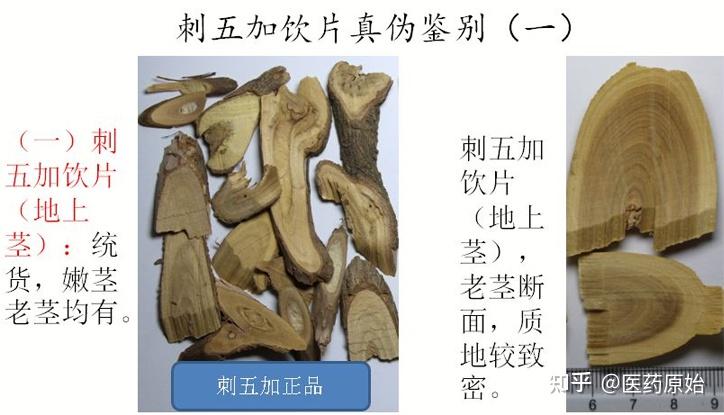 刺五加饮片真伪鉴别（一）
（一）刺
五加饮片
（地上
茎）：统
货，嫩茎
老茎均有。
刺五加正品
刺五加
饮片
（地上
茎），
老茎断
面，质
地较致
密。
知乎 @医药原始
6 7 8 9